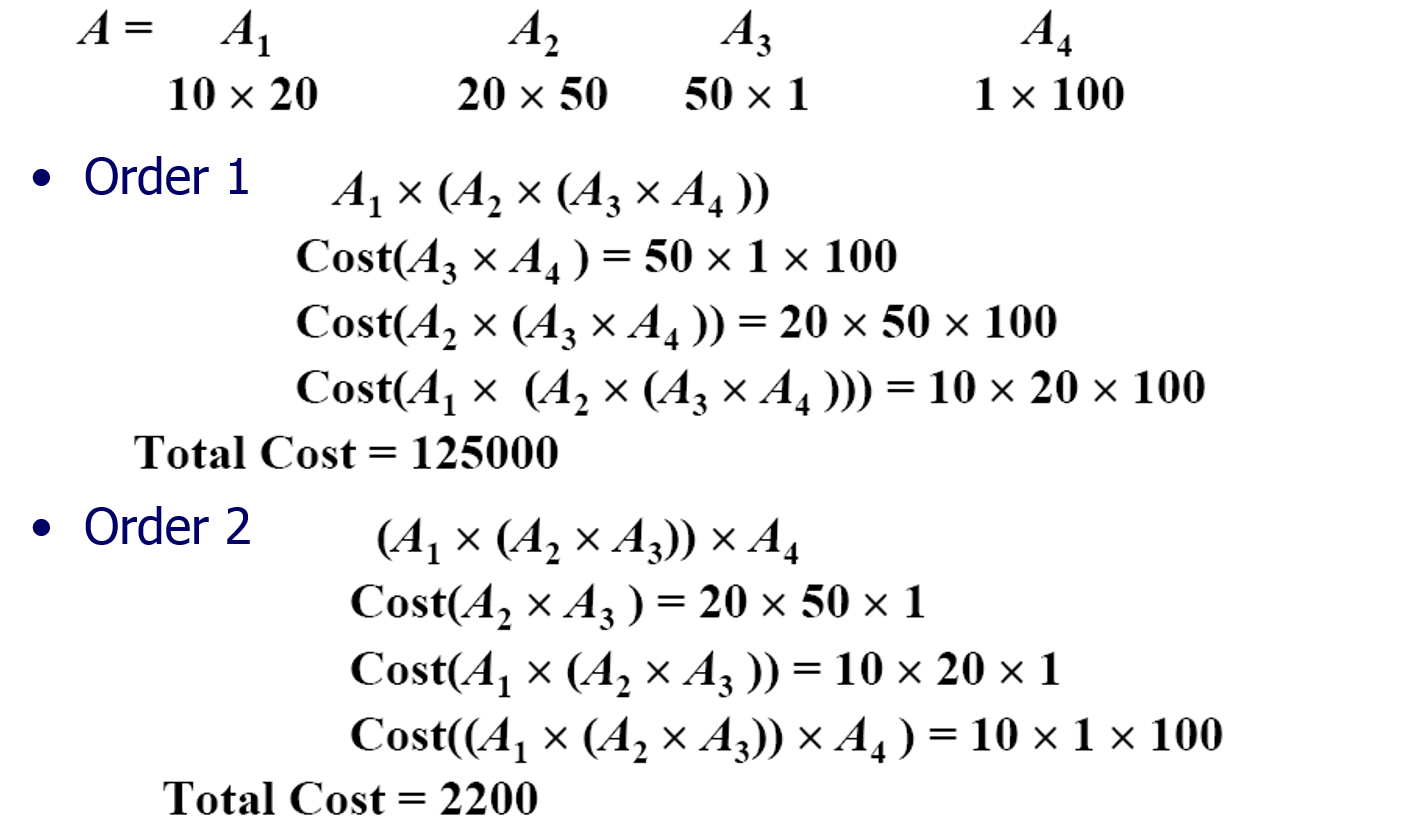 A = A₁ A₂ A₃ A₄
10 × 20 20 × 50 50 × 1 1 × 100
• Order 1 A₁ × (A₂ × (A₃ × A₄ ))
Cost(A₃ × A₄ ) = 50 × 1 × 100
Cost(A₂ × (A₃ × A₄ )) = 20 × 50 × 100
Cost(A₁ × (A₂ × (A₃ × A₄ ))) = 10 × 20 × 100
Total Cost = 125000
• Order 2 (A₁ × (A₂ × A₃)) × A₄
Cost(A₂ × A₃ ) = 20 × 50 × 1
Cost(A₁ × (A₂ × A₃ )) = 10 × 20 × 1
Cost((A₁ × (A₂ × A₃)) × A₄ ) = 10 × 1 × 100
Total Cost = 2200